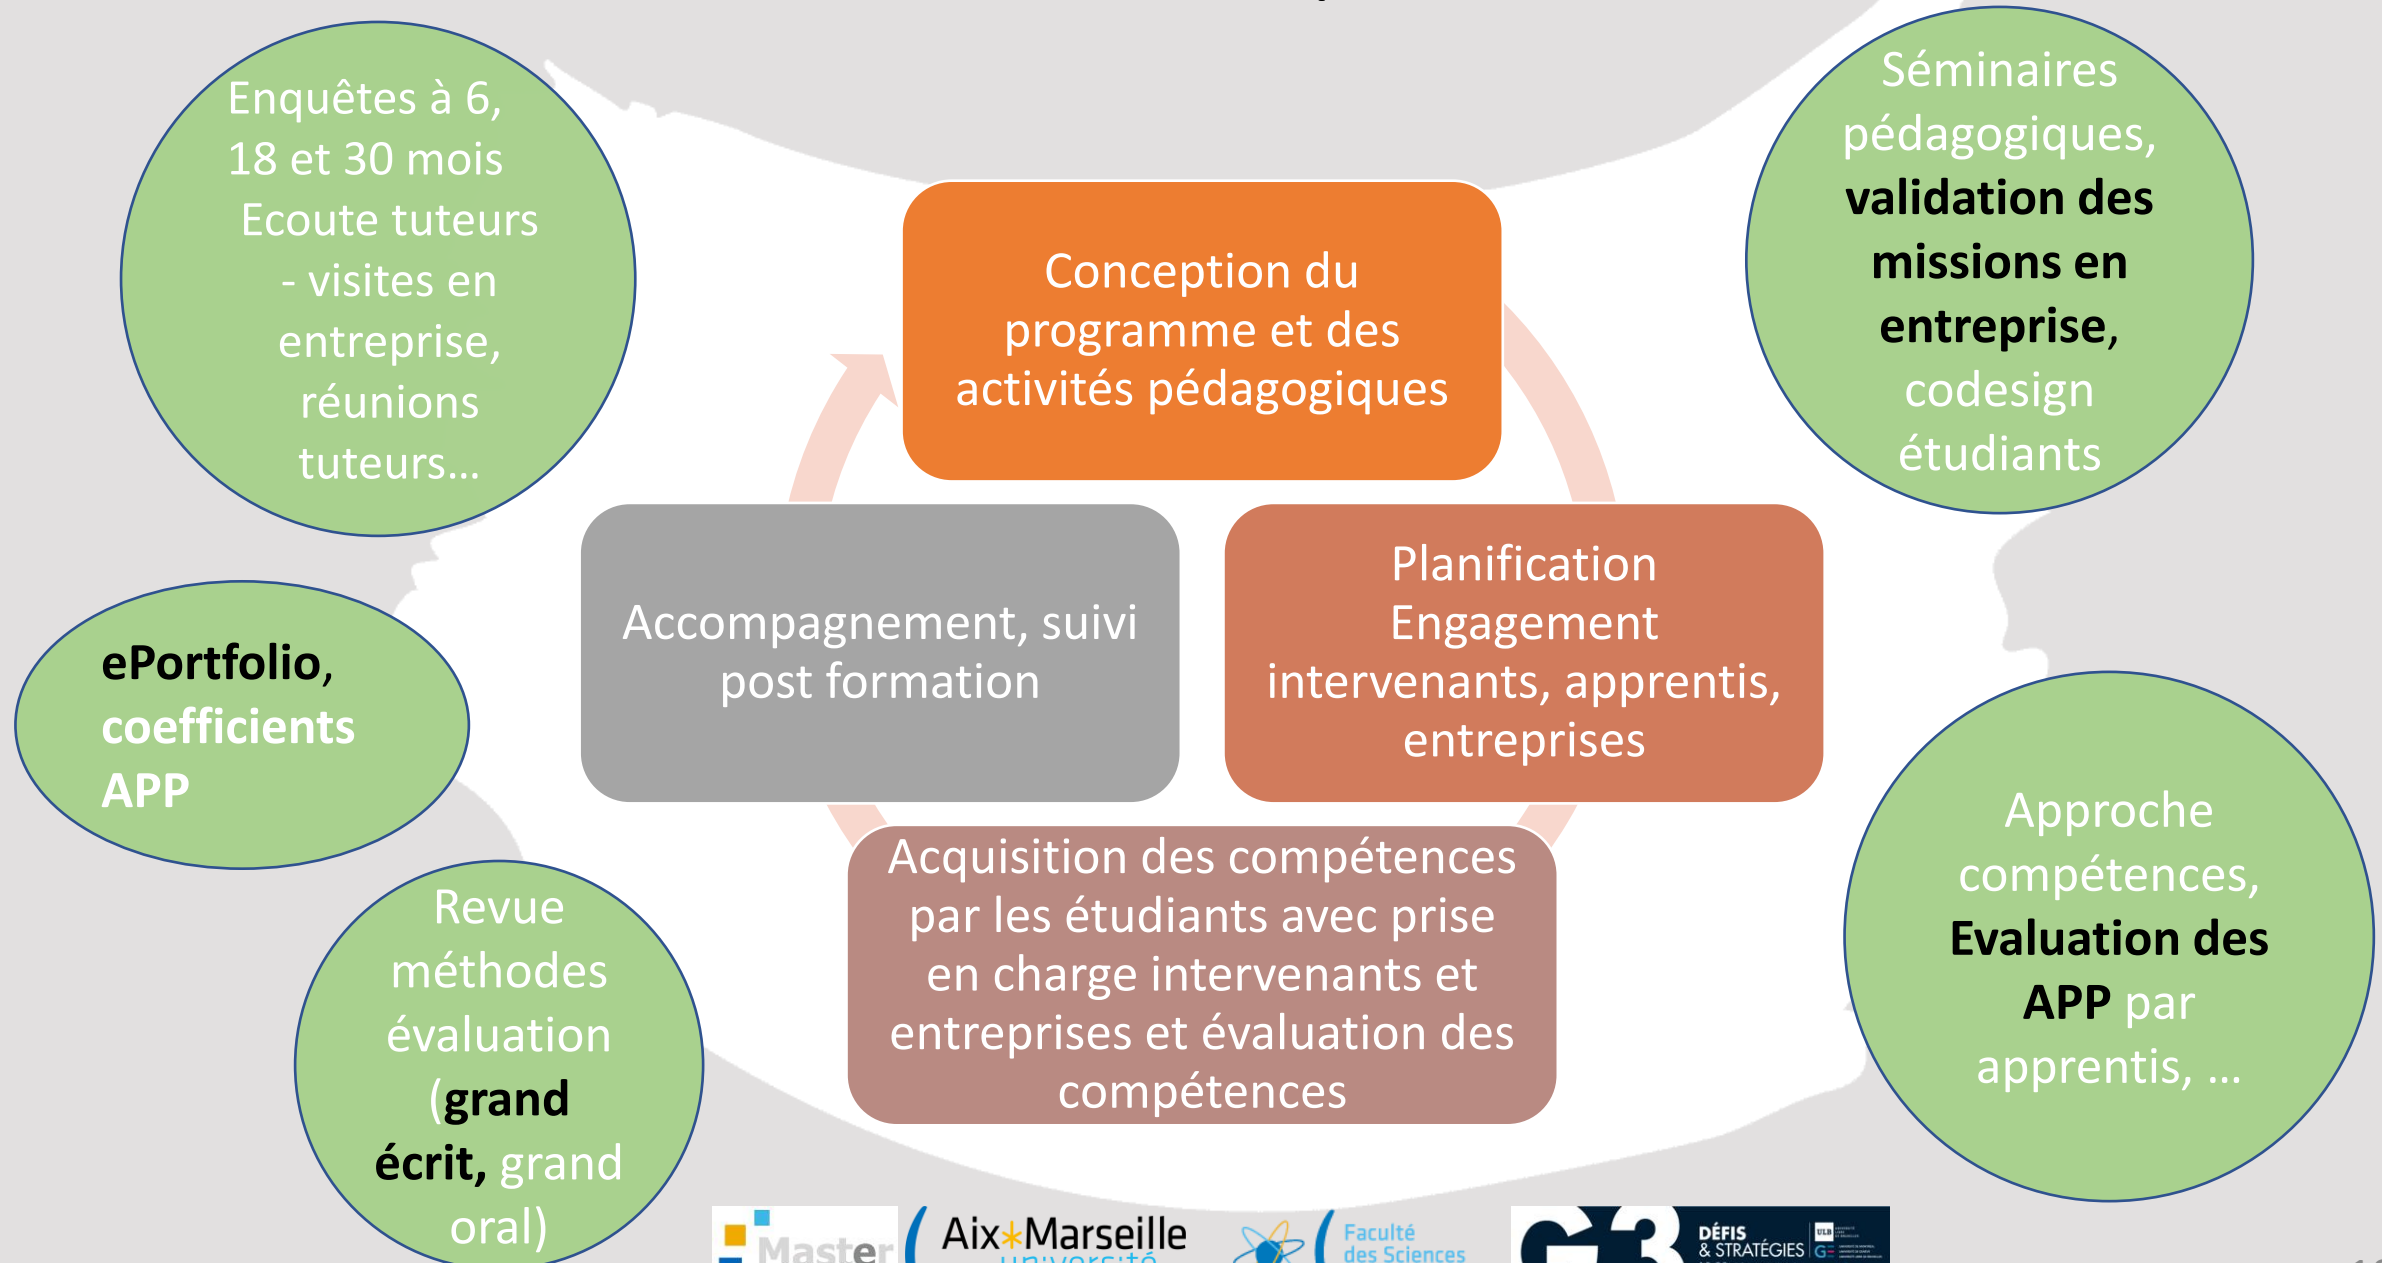 Enquêtes à 6,
18 et 30 mois
Ecoute tuteurs
- visites en
entreprise,
réunions
tuteurs...
Séminaires
pédagogiques,
validation des
missions en
entreprise,
codesign
étudiants
Conception du
programme et des
activités pédagogiques
Accompagnement, suivi
post formation
Planification
Engagement
intervenants, apprentis,
entreprises
ePortfolio,
coefficients
APP
Acquisition des compétences
par les étudiants avec prise
en charge intervenants et
entreprises et évaluation des
compétences
Approche
compétences,
Evaluation des
APP par
apprentis, ...
Revue
méthodes
évaluation
(grand
écrit, grand
oral)
Master
Aix*Marseille
université
Faculté
des Sciences
G3
DÉFIS
& STRATÉGIES
ULB